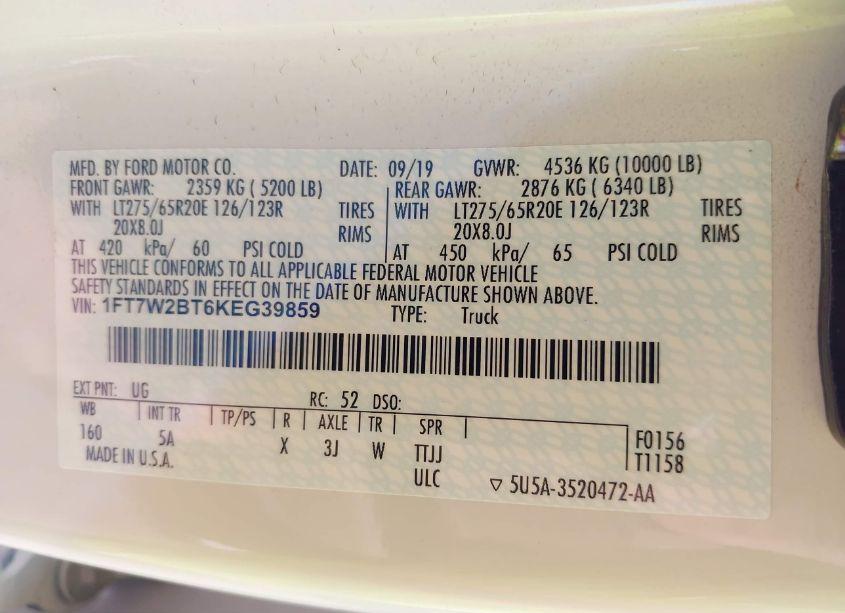 MFD. BY FORD MOTOR CO. DATE: 09/19 GVWR: 4536 KG (10000 LB)
FRONT GAWR: 2359 KG ( 5200 LB) REAR GAWR: 2876 KG ( 6340 LB)
WITH LT275/65R20E 126/123R TIRES WITH LT275/65R20E 126/123R TIRES
20X8.0J RIMS 20X8.0J RIMS
AT 420 kPa/ 60 PSI COLD AT 450 kPa/ 65 PSI COLD
THIS VEHICLE CONFORMS TO ALL APPLICABLE FEDERAL MOTOR VEHICLE
SAFETY STANDARDS IN EFFECT ON THE DATE OF MANUFACTURE SHOWN ABOVE.
VIN: 1FT7W2BT6KEG39859 TYPE: Truck
EXT PNT: UG RC: 52 DSO:
WB INT TR TP/PS R AXLE TR SPR
160 5A X 3J W TTJJ F0156
MADE IN U.S.A. ULC T1158
▽ 5U5A-3520472-AA